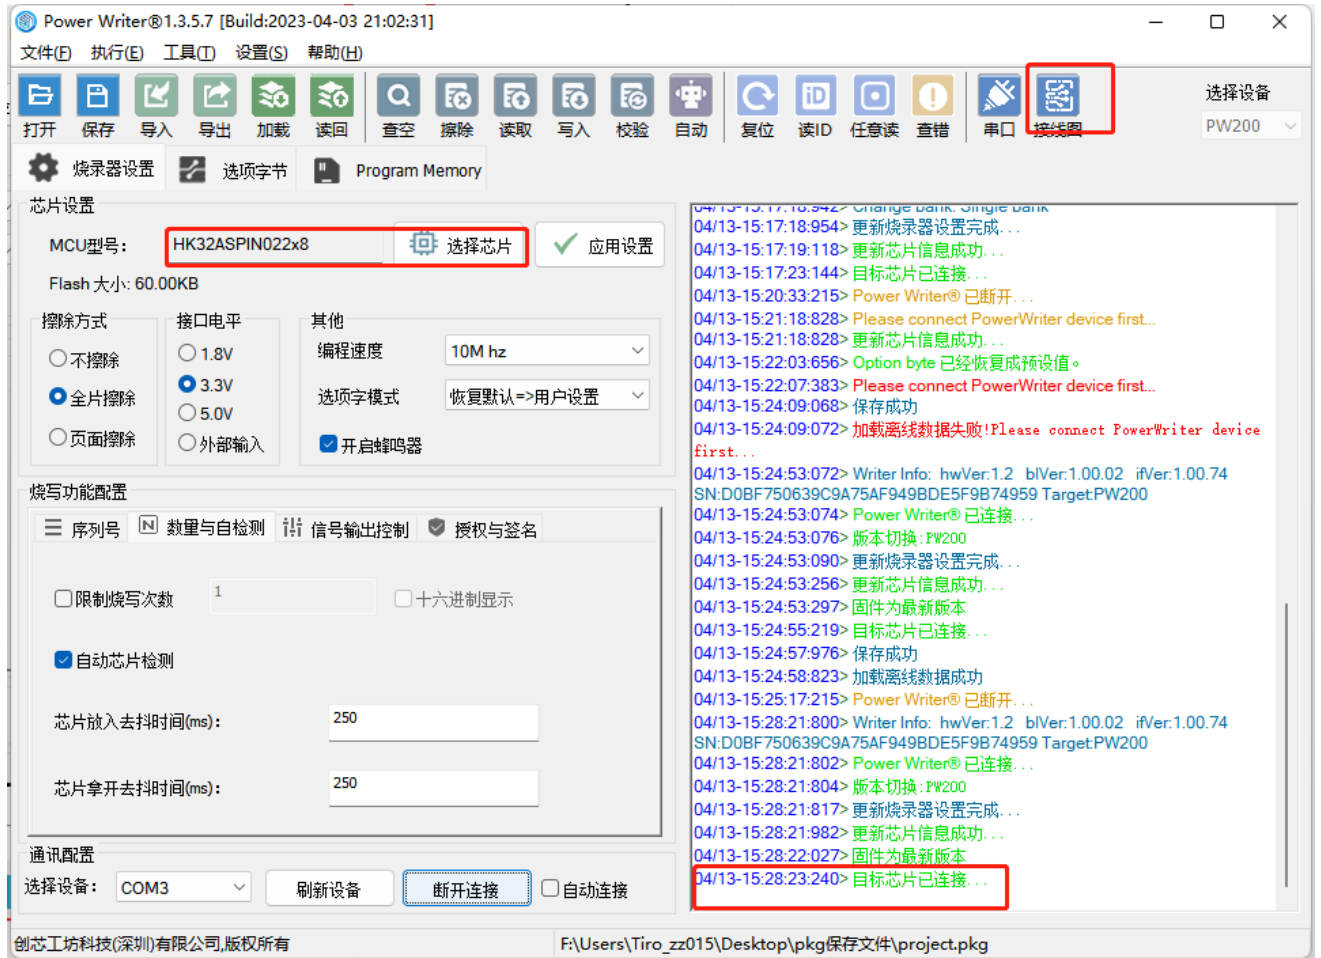 Power Writer®1.3.5.7 [Build:2023-04-03 21:02:31]
文件(F) 执行(E) 工具(T) 设置(S) 帮助(H)
打开 保存 导入 导出 加载 读回 查空 擦除 读取 写入 校验 自动 复位 读ID 任意读 查错 串口 接线图
选择设备
PW200
烧录器设置 选项字节 Program Memory
芯片设置
MCU型号: HK32ASPIN022x8 选择芯片 应用设置
Flash 大小: 60.00KB
擦除方式 接口电平 其他
不擦除
全片擦除
页面擦除
1.8V
3.3V
5.0V
外部输入
编程速度 10M hz
选项字模式 恢复默认=>用户设置
开启蜂鸣器
烧写功能配置
序列号 数量与自检测 信号输出控制 授权与签名
限制烧写次数 1 十六进制显示
自动芯片检测
芯片放入去抖时间(ms): 250
芯片拿开去抖时间(ms): 250
通讯配置
选择设备: COM3 刷新设备 断开连接 自动连接
04/13-15:17:18:942> Change bank: Single Bank
04/13-15:17:18:954> 更新烧录器设置完成...
04/13-15:17:19:118> 更新芯片信息成功...
04/13-15:17:23:144> 目标芯片已连接...
04/13-15:20:33:215> Power Writer® 已断开...
04/13-15:21:18:828> Please connect PowerWriter device first...
04/13-15:21:18:828> 更新芯片信息成功...
04/13-15:22:03:656> Option byte 已经恢复成预设值。
04/13-15:22:07:383> Please connect PowerWriter device first...
04/13-15:24:09:068> 保存成功
04/13-15:24:09:072> 加载离线数据失败!Please connect PowerWriter device
first...
04/13-15:24:53:072> Writer Info: hwVer:1.2 blVer:1.00.02 ifVer:1.00.74
SN:D0BF750639C9A75AF949BDE5F9B74959 Target:PW200
04/13-15:24:53:074> Power Writer® 已连接...
04/13-15:24:53:076> 版本切换:PW200
04/13-15:24:53:090> 更新烧录器设置完成...
04/13-15:24:53:256> 更新芯片信息成功...
04/13-15:24:53:297> 固件为最新版本
04/13-15:24:55:219> 目标芯片已连接...
04/13-15:24:57:976> 保存成功
04/13-15:24:58:823> 加载离线数据成功
04/13-15:25:17:215> Power Writer® 已断开...
04/13-15:28:21:800> Writer Info: hwVer:1.2 blVer:1.00.02 ifVer:1.00.74
SN:D0BF750639C9A75AF949BDE5F9B74959 Target:PW200
04/13-15:28:21:802> Power Writer® 已连接...
04/13-15:28:21:804> 版本切换:PW200
04/13-15:28:21:817> 更新烧录器设置完成...
04/13-15:28:21:982> 更新芯片信息成功...
04/13-15:28:22:027> 固件为最新版本
04/13-15:28:23:240> 目标芯片已连接...
创芯工坊科技(深圳)有限公司,版权所有 F:\Users\Tiro_zz015\Desktop\pkg保存文件\project.pkg